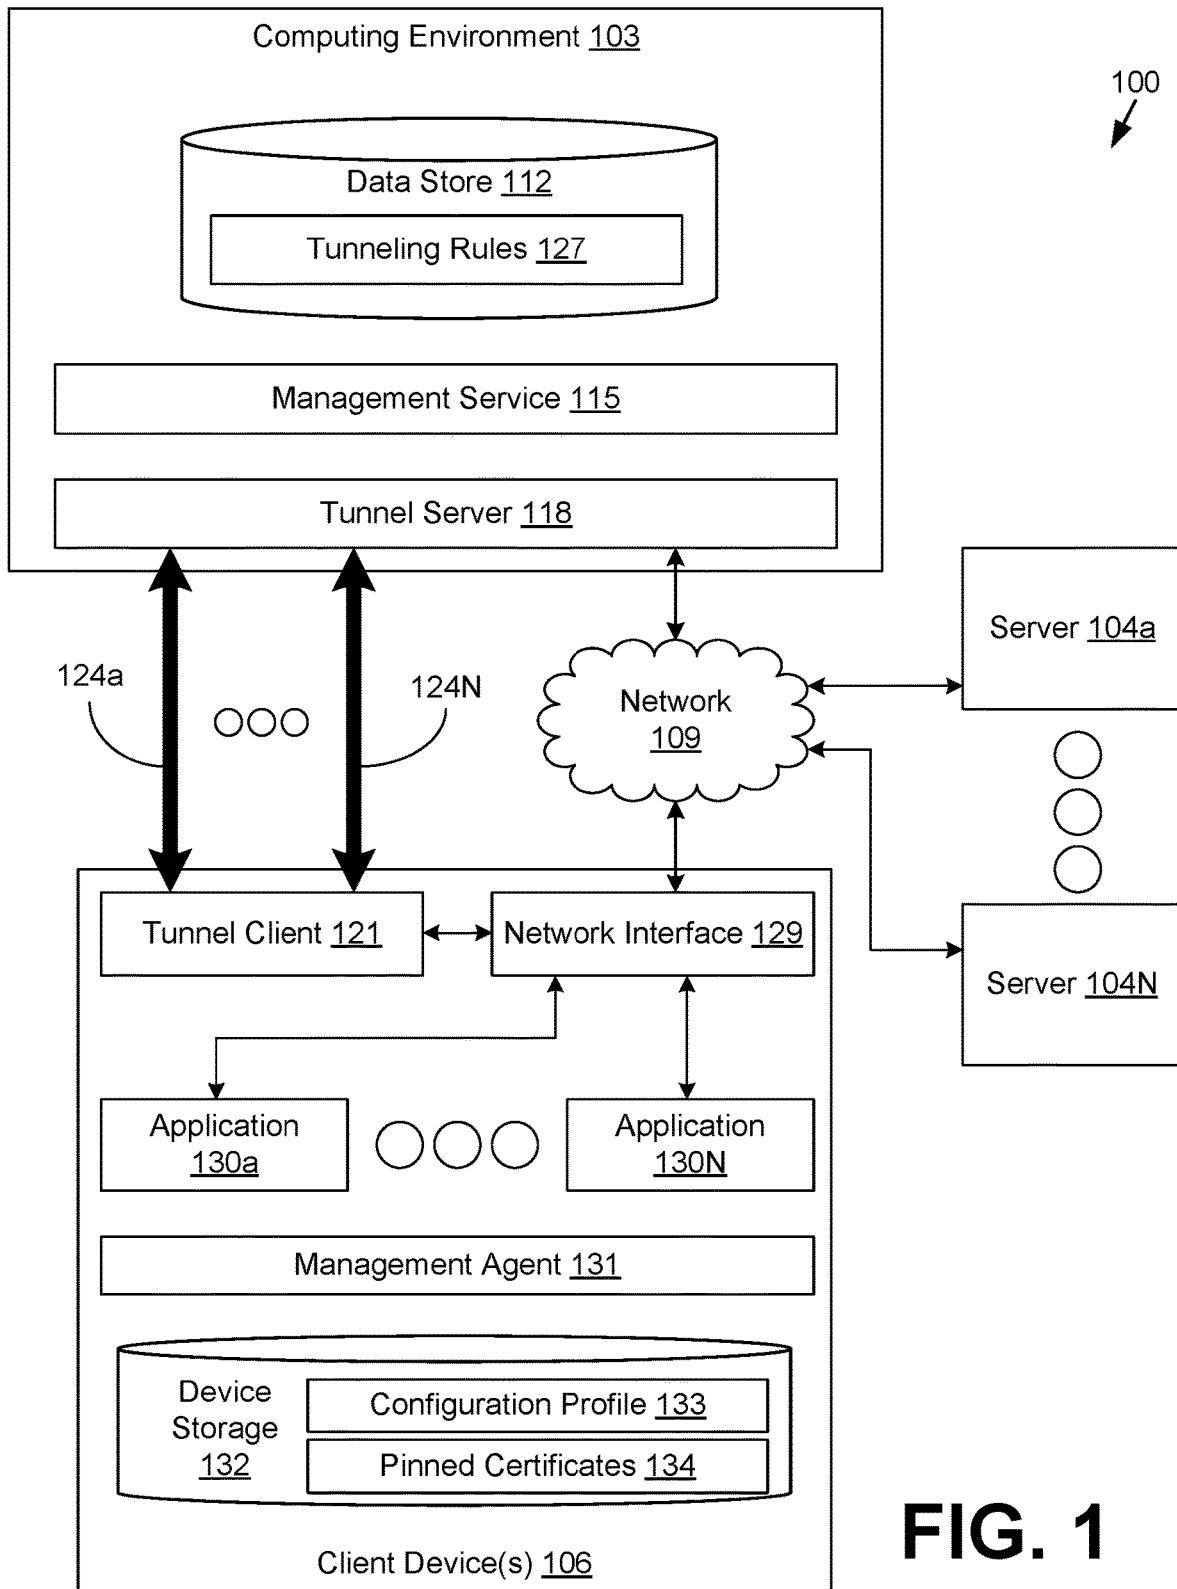 Computing Environment 103
100
Data Store 112
Tunneling Rules 127
Management Service 115
Tunnel Server 118
124a
124N
Network
109
Server 104a
Server 104N
Tunnel Client 121
Network Interface 129
Application
130a
Application
130N
Management Agent 131
Device
Storage
132
Configuration Profile 133
Pinned Certificates 134
Client Device(s) 106
FIG. 1